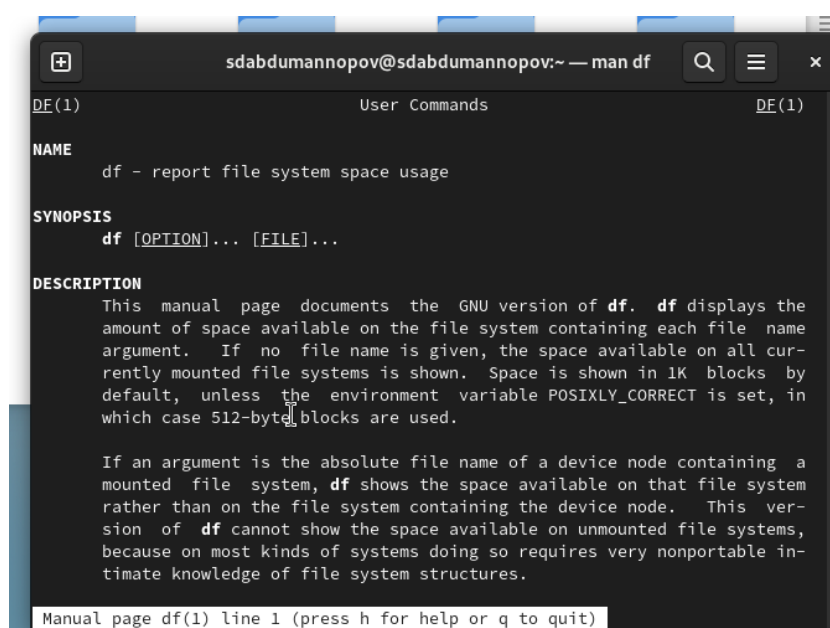 sdabdumannopov@sdabdumannopov:~ — man df
DF(1) User Commands DF(1)
NAME
df - report file system space usage
SYNOPSIS
df [OPTION]... [FILE]...
DESCRIPTION
This manual page documents the GNU version of df. df displays the
amount of space available on the file system containing each file name
argument. If no file name is given, the space available on all cur-
rently mounted file systems is shown. Space is shown in 1K blocks by
default, unless the environment variable POSIXLY_CORRECT is set, in
which case 512-byte blocks are used.
If an argument is the absolute file name of a device node containing a
mounted file system, df shows the space available on that file system
rather than on the file system containing the device node. This ver-
sion of df cannot show the space available on unmounted file systems,
because on most kinds of systems doing so requires very nonportable in-
timate knowledge of file system structures.
Manual page df(1) line 1 (press h for help or q to quit)